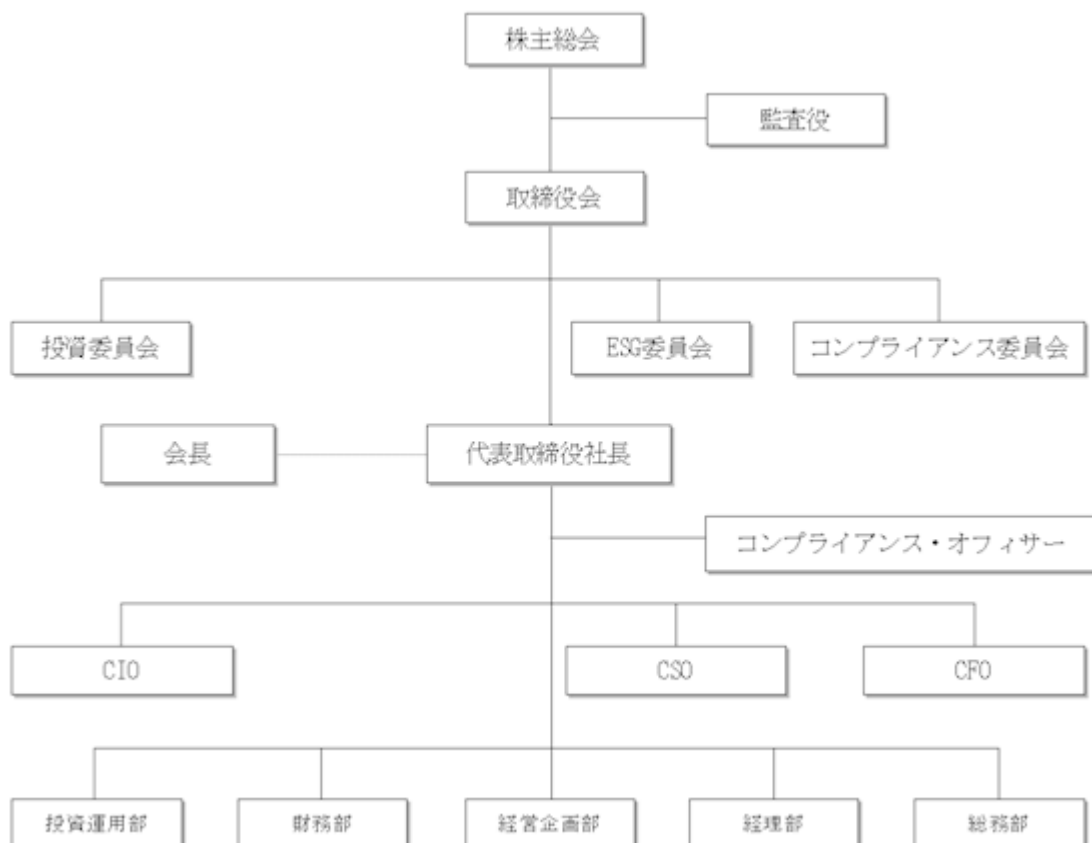 株主総会
監査役
取締役会
投資委員会
ESG委員会
コンプライアンス委員会
会長
代表取締役社長
コンプライアンス・オフィサー
CIO
CSO
CFO
投資運用部
財務部
経営企画部
経理部
総務部